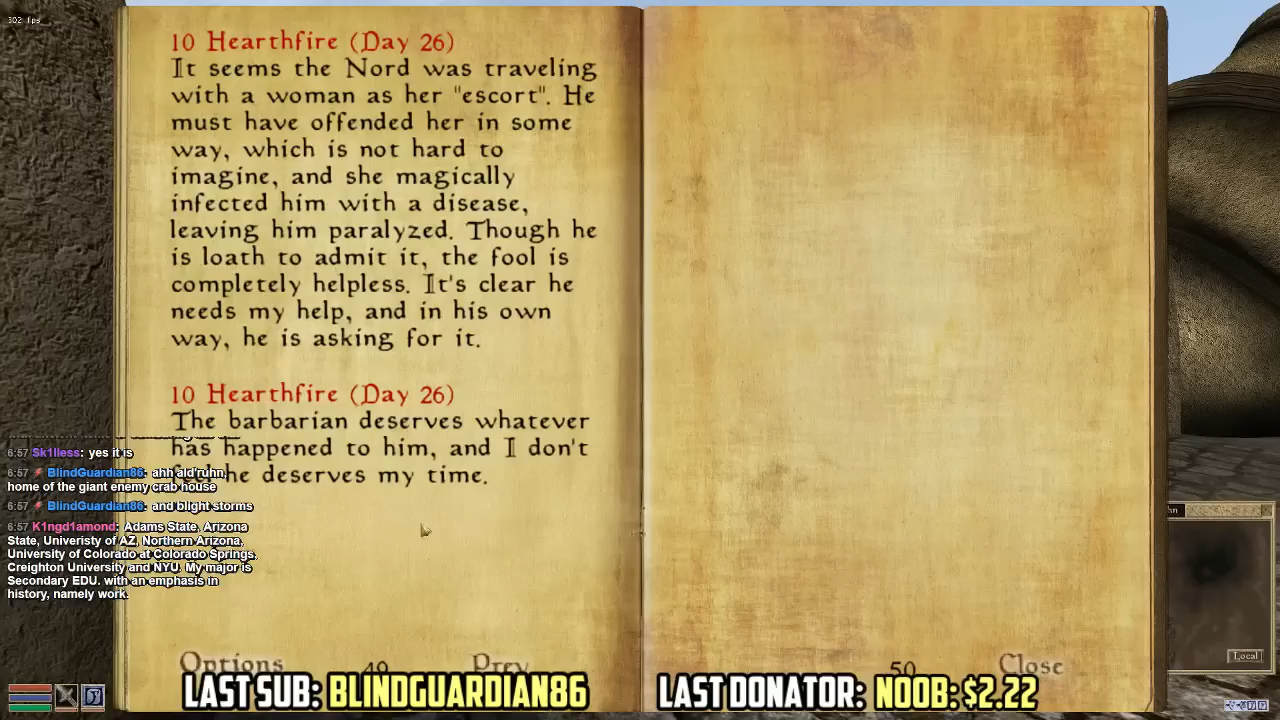 302 fps
10 Hearthfire (Day 26)
It seems the Nord was traveling
with a woman as her "escort". He
must have offended her in some
way, which is not hard to
imagine, and she magically
infected him with a disease,
leaving him paralyzed. Though he
is loath to admit it, the fool is
completely helpless. It's clear he
needs my help, and in his own
way, he is asking for it.
10 Hearthfire (Day 26)
The barbarian deserves whatever
has happened to him, and I don't
he deserves my time.
6:57 Sk1lless: yes it is
6:57 BlindGuardian86: ahh ald'ruhn,
home of the giant enemy crab house
6:57 BlindGuardian86: and blight storms
6:57 K1ngd1amond: Adams State, Arizona
State, Univeristy of AZ, Northern Arizona,
University of Colorado at Colorado Springs,
Creighton University and NYU. My major is
Secondary EDU. with an emphasis in
history, namely work.
Options 49 Prev
50 Close
Local
LAST SUB: BLINDGUARDIAN86
LAST DONATOR: NOOB: $2.22